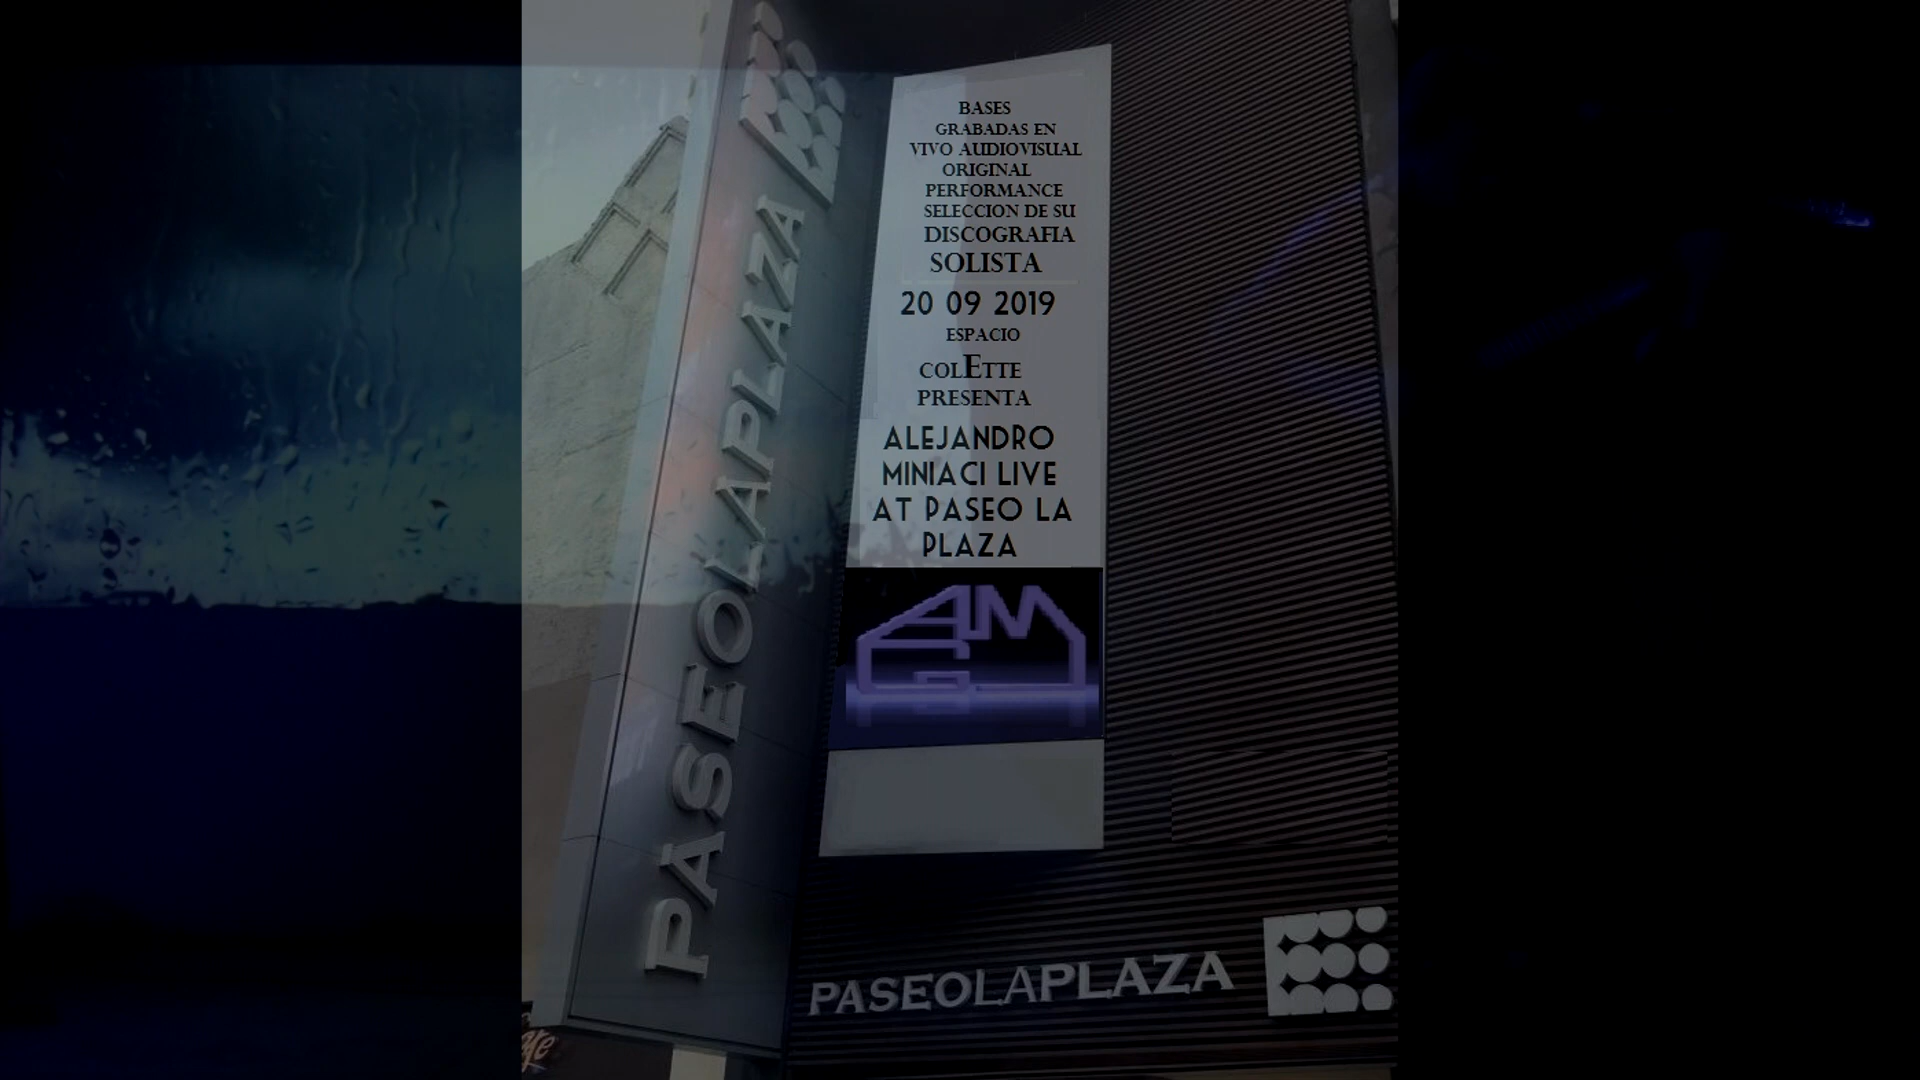 PASEOLAPLAZA
BASES
GRABADAS EN
VIVO AUDIOVISUAL
ORIGINAL
PERFORMANCE
SELECCION DE SU
DISCOGRAFIA
SOLISTA
20 09 2019
ESPACIO
COLETTE
PRESENTA
ALEJANDRO
MINIACI LIVE
AT PASEO LA
PLAZA
PASEOLAPLAZA